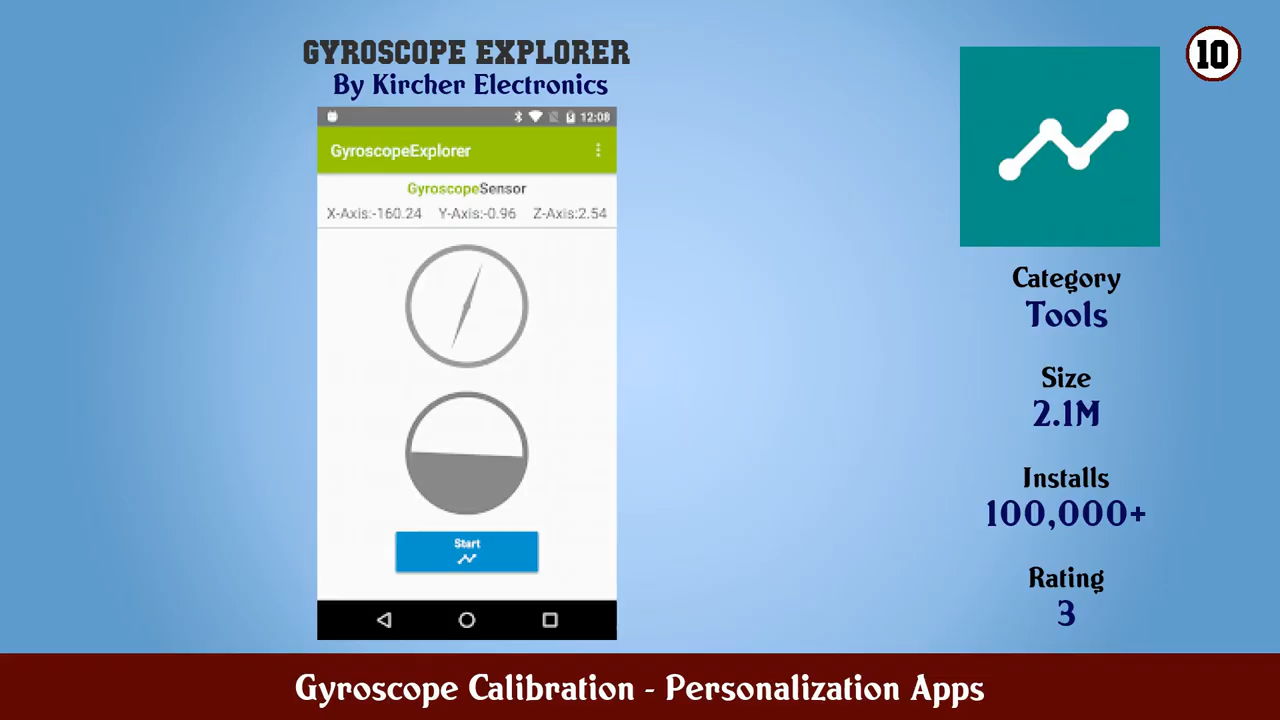 GYROSCOPE EXPLORER
By Kircher Electronics
12:08
GyroscopeExplorer
GyroscopeSensor
X-Axis:-160.24 Y-Axis:-0.96 Z-Axis:2.54
Start
10
Category
Tools
Size
2.1M
Installs
100,000+
Rating
3
Gyroscope Calibration - Personalization Apps